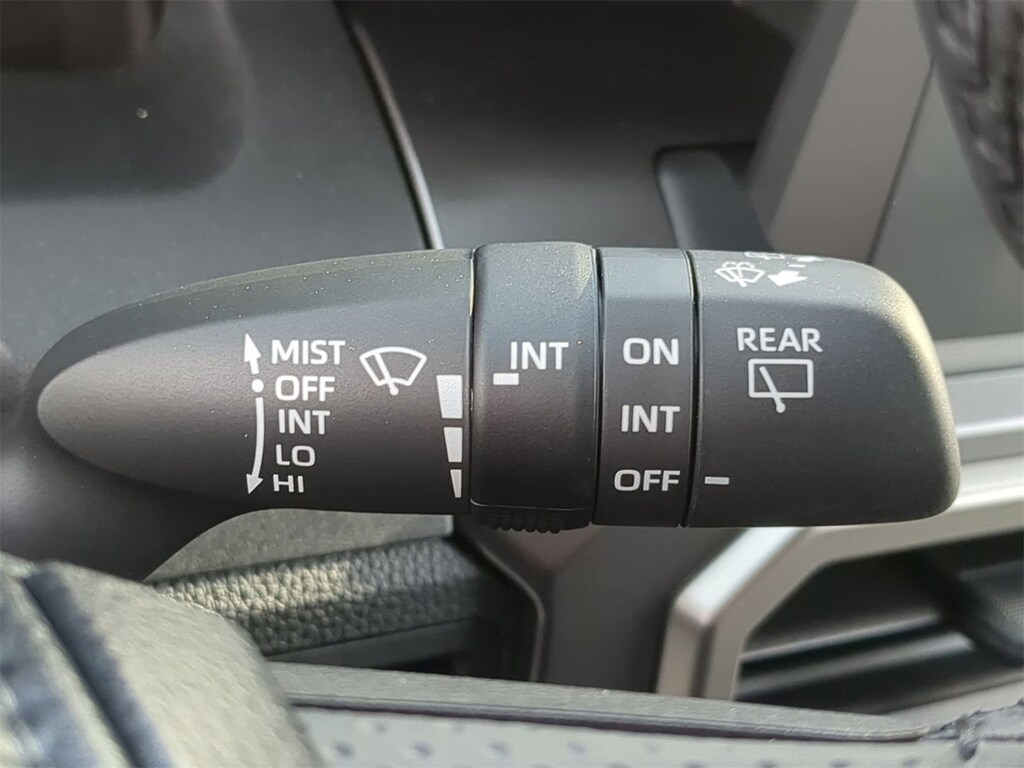 MIST
OFF
INT
LO
HI
INT
ON
INT
OFF
REAR